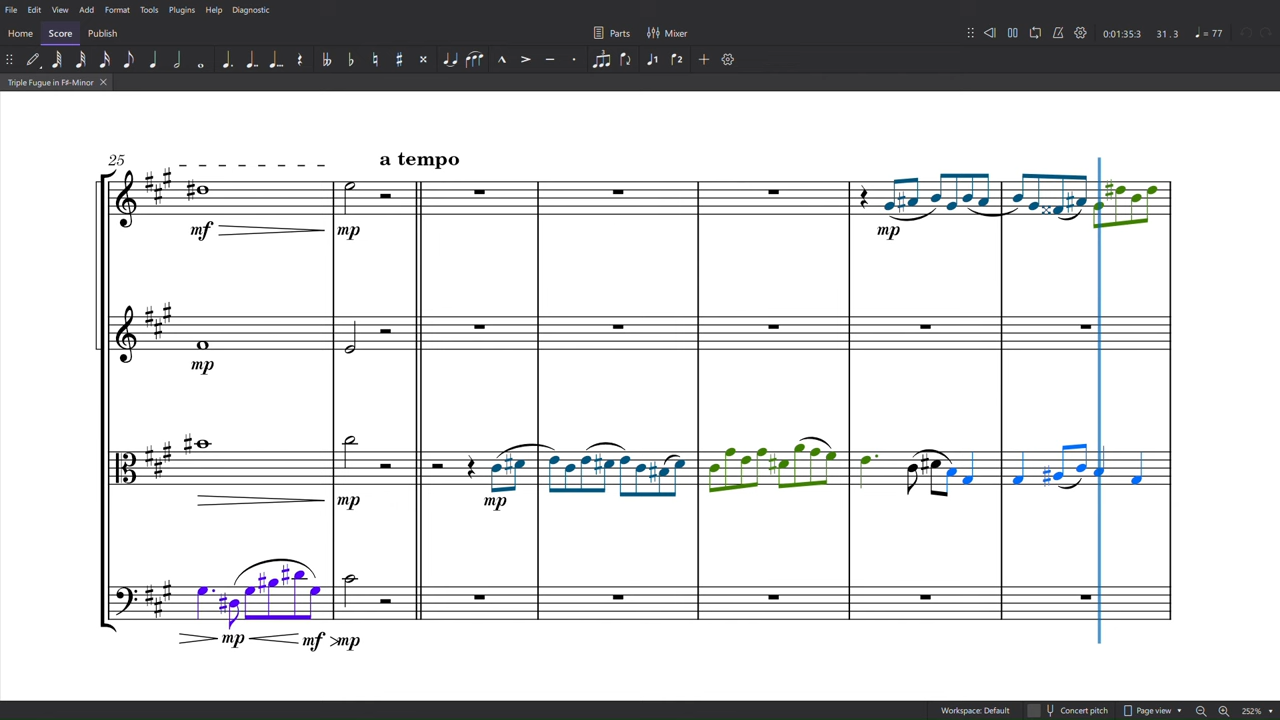 File Edit View Add Format Tools Plugins Help Diagnostic
Home Score Publish Parts Mixer 0:01:35:3 31. 3 ♩ = 77
Triple Fugue in F#-Minor
25 a tempo
mf mp mp
mp
mp mp
mp mf mp
Workspace: Default Concert pitch Page view 252%